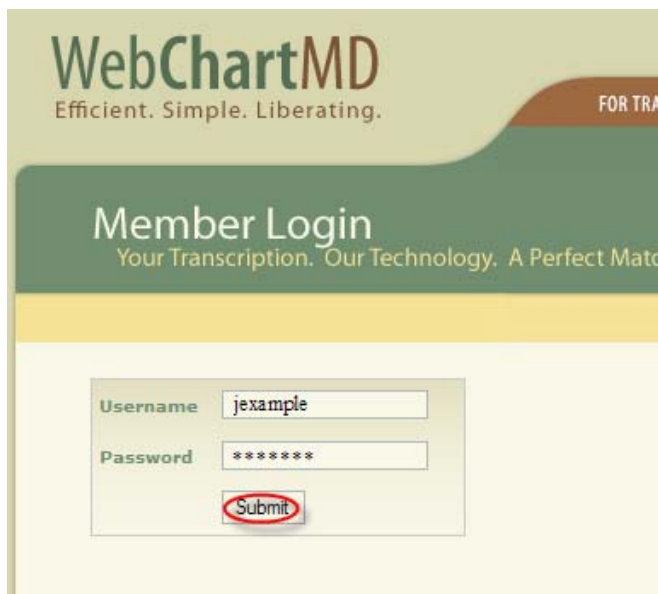 WebChartMD
Efficient. Simple. Liberating.
FOR TRA
Member Login
Your Transcription. Our Technology. A Perfect Matc
Username jexample
Password *******
Submit